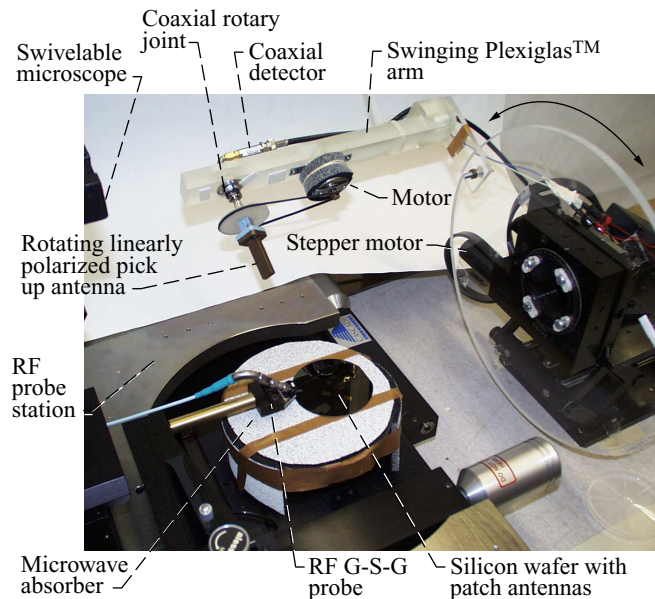 Coaxial rotary
joint
Swivelable
microscope
Coaxial
detector
Swinging Plexiglas™
arm
Motor
Stepper motor
Rotating linearly
polarized pick
up antenna
RF
probe
station
Microwave
absorber
RF G-S-G
probe
Silicon wafer with
patch antennas